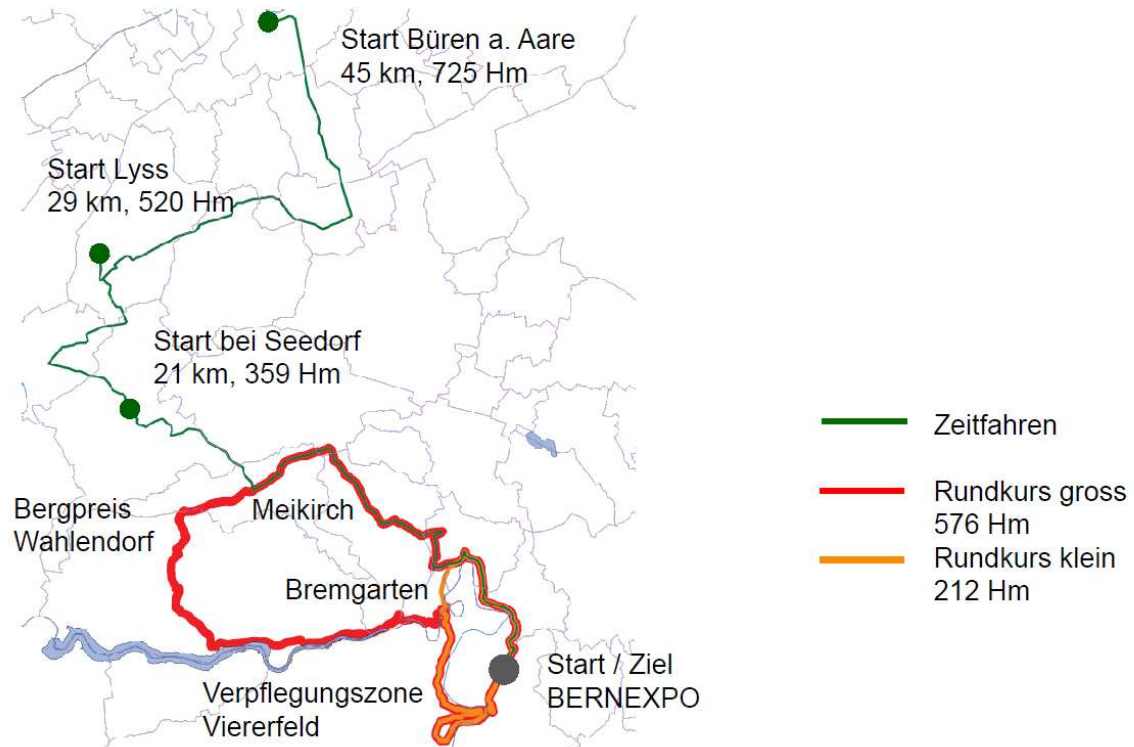 Start Büren a. Aare
45 km, 725 Hm
Start Lyss
29 km, 520 Hm
Start bei Seedorf
21 km, 359 Hm
Zeitfahren
Bergpreis
Wahlendorf
Meikirch
Rundkurs gross
576 Hm
Rundkurs klein
212 Hm
Bremgarten
Verpflegungszone
Viererfeld
Start / Ziel
BERNEXPO